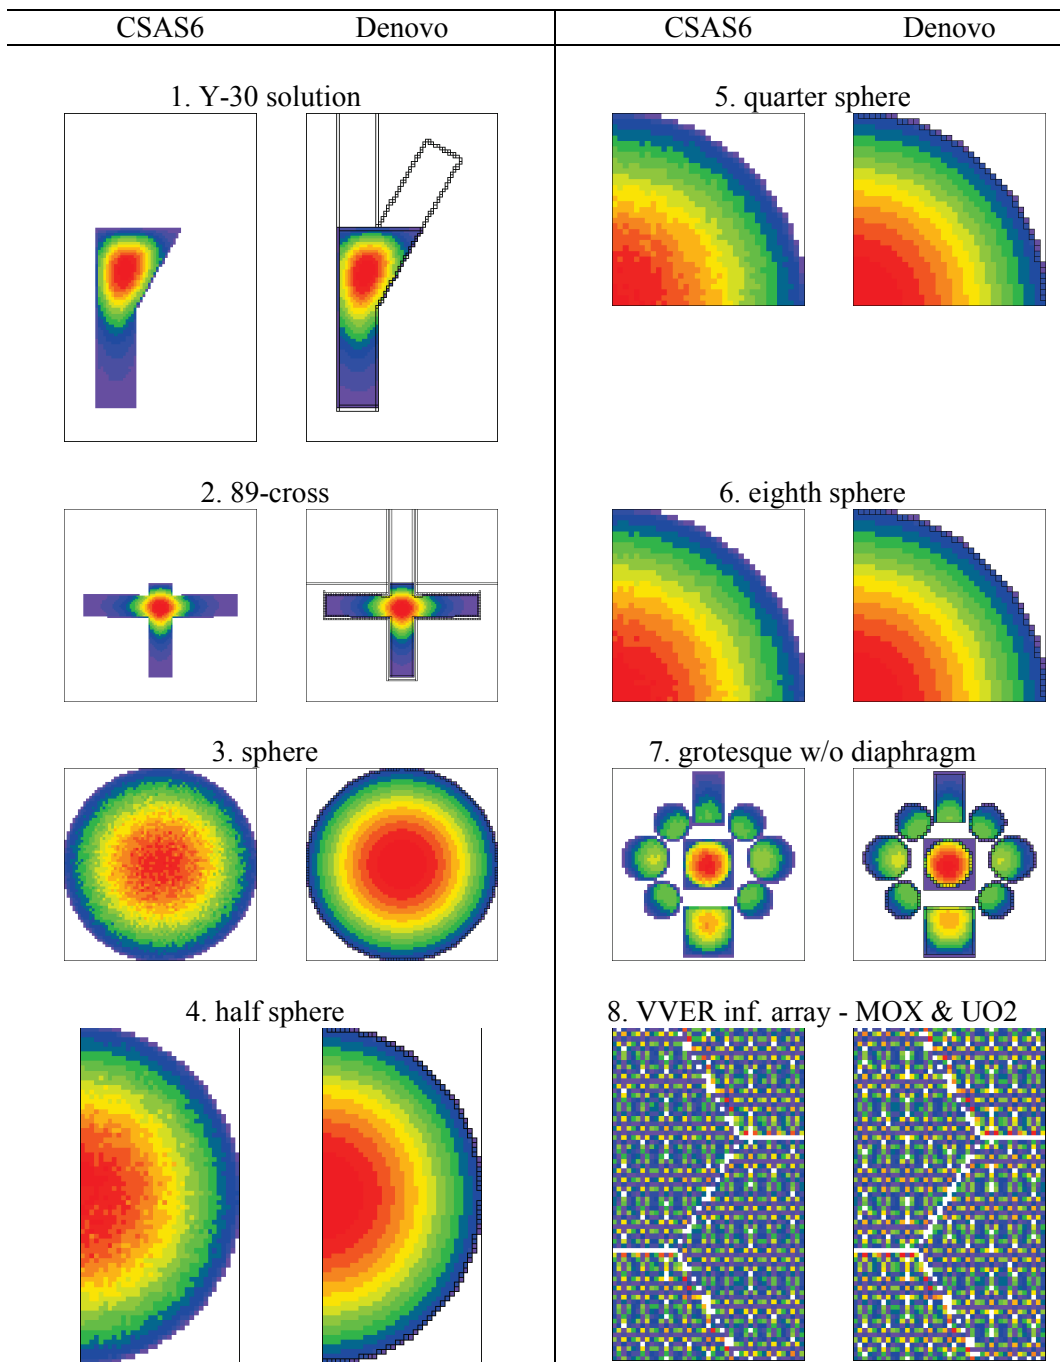 CSAS6 Denovo CSAS6 Denovo
1. Y-30 solution
5. quarter sphere
2. 89-cross
6. eighth sphere
3. sphere
7. grotesque w/o diaphragm
4. half sphere
8. VVER inf. array - MOX & UO2